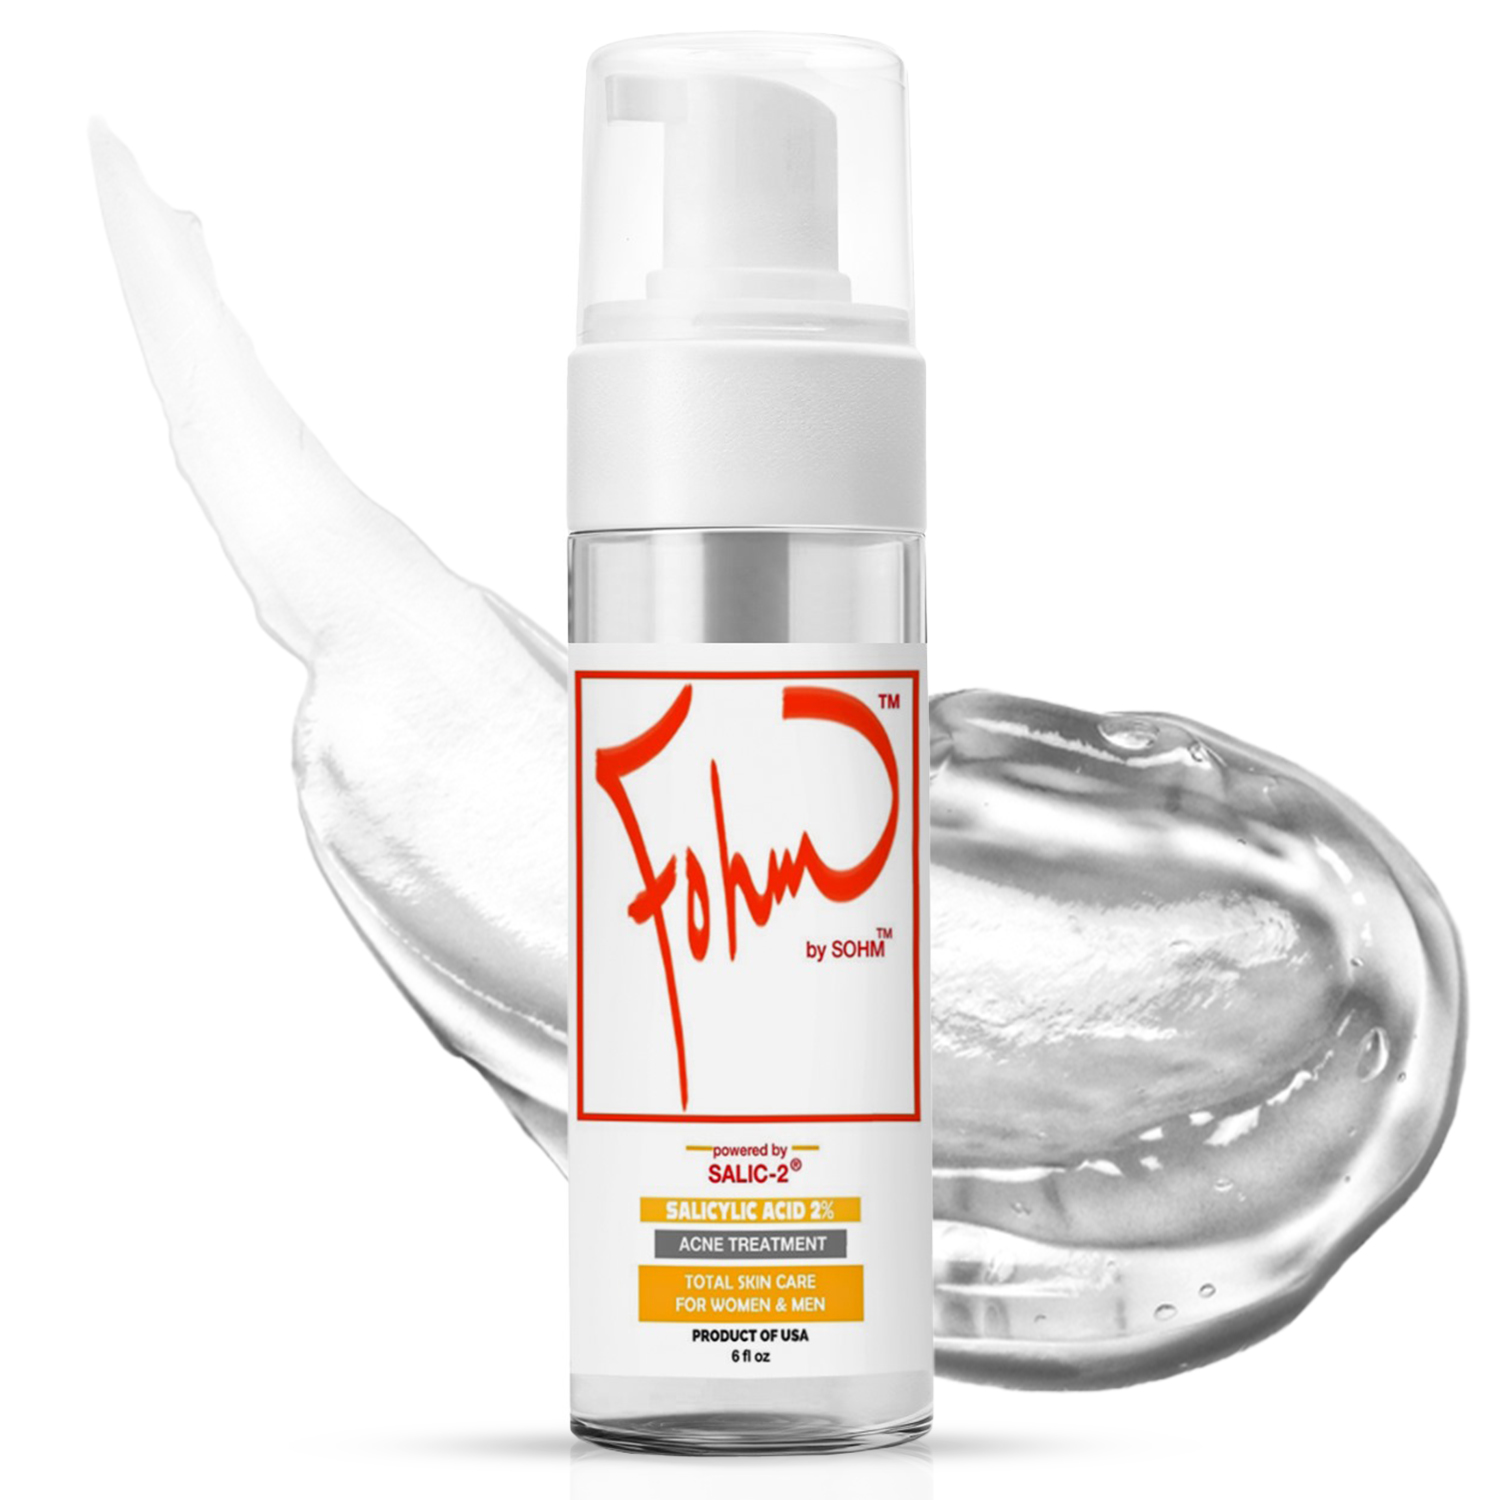 Fohm™
by SOHM™
powered by
SALIC-2®
SALICYLIC ACID 2%
ACNE TREATMENT
TOTAL SKIN CARE
FOR WOMEN & MEN
PRODUCT OF USA
6 fl oz